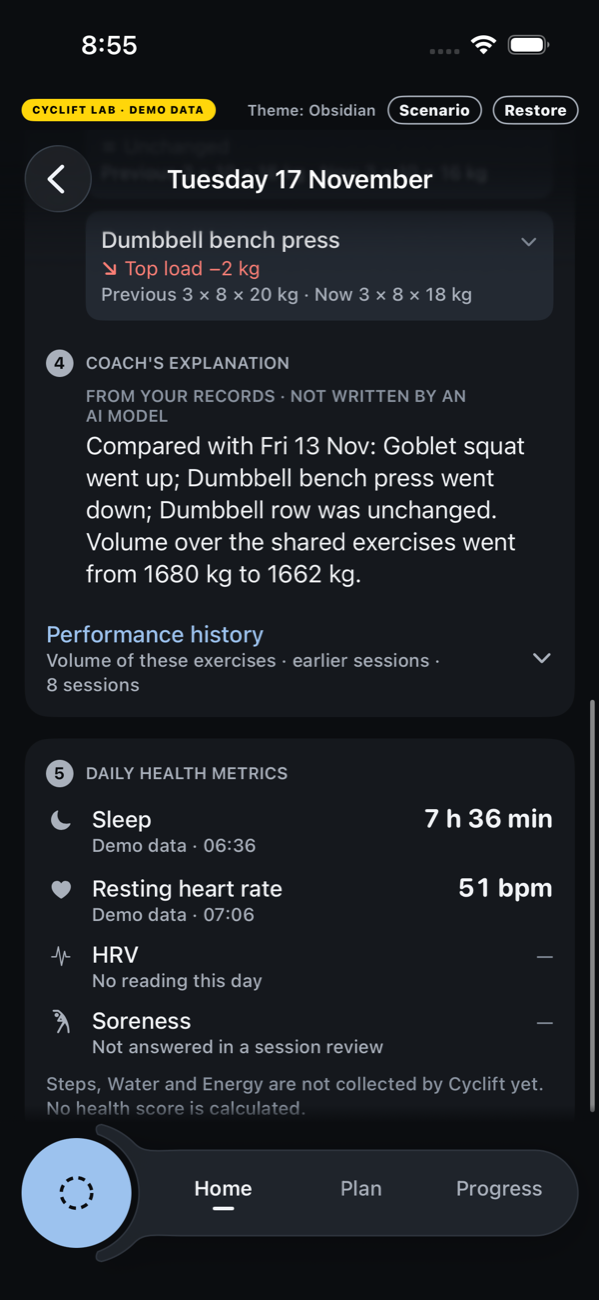 8:55
CYCLIFT LAB · DEMO DATA
Theme: Obsidian
Scenario
Restore
Unchanged
Tuesday 17 November
Dumbbell bench press
↘ Top load −2 kg
Previous 3 × 8 × 20 kg · Now 3 × 8 × 18 kg
4 COACH'S EXPLANATION
FROM YOUR RECORDS · NOT WRITTEN BY AN
AI MODEL
Compared with Fri 13 Nov: Goblet squat
went up; Dumbbell bench press went
down; Dumbbell row was unchanged.
Volume over the shared exercises went
from 1680 kg to 1662 kg.
Performance history
Volume of these exercises · earlier sessions ·
8 sessions
5 DAILY HEALTH METRICS
Sleep 7 h 36 min
Demo data · 06:36
Resting heart rate 51 bpm
Demo data · 07:06
HRV –
No reading this day
Soreness –
Not answered in a session review
Steps, Water and Energy are not collected by Cyclift yet.
No health score is calculated.
Home
Plan
Progress